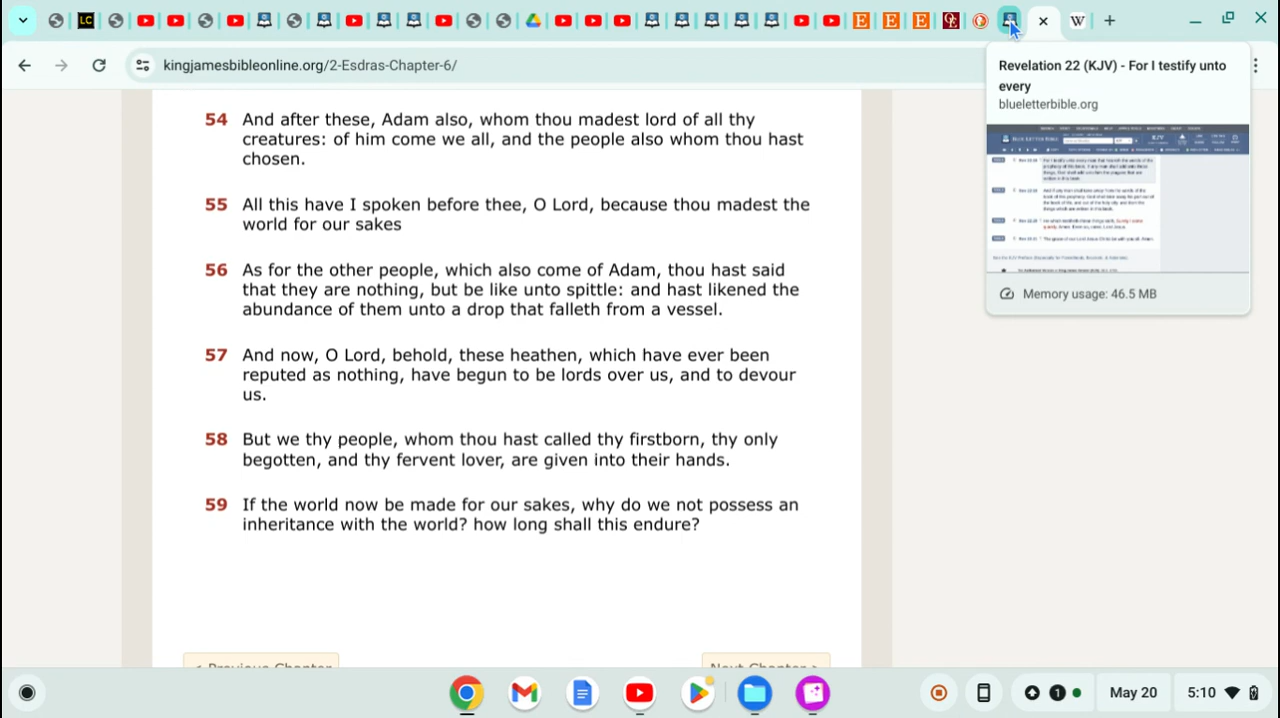 LC
E
E
E
OE
W
kingjamesbibleonline.org/2-Esdras-Chapter-6/
Revelation 22 (KJV) - For I testify unto
every
blueletterbible.org
Memory usage: 46.5 MB
54 And after these, Adam also, whom thou madest lord of all thy
creatures: of him come we all, and the people also whom thou hast
chosen.
55 All this have I spoken before thee, O Lord, because thou madest the
world for our sakes
56 As for the other people, which also come of Adam, thou hast said
that they are nothing, but be like unto spittle: and hast likened the
abundance of them unto a drop that falleth from a vessel.
57 And now, O Lord, behold, these heathen, which have ever been
reputed as nothing, have begun to be lords over us, and to devour
us.
58 But we thy people, whom thou hast called thy firstborn, thy only
begotten, and thy fervent lover, are given into their hands.
59 If the world now be made for our sakes, why do we not possess an
inheritance with the world? how long shall this endure?
< Previous Chapter
Next Chapter >
1
May 20
5:10